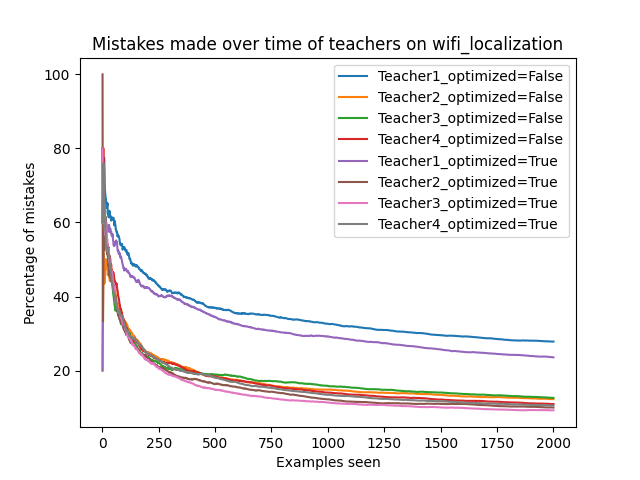 Mistakes made over time of teachers on wifi_localization
Percentage of mistakes
100
80
60
40
20
Teacher1_optimized=False
Teacher2_optimized=False
Teacher3_optimized=False
Teacher4_optimized=False
Teacher1_optimized=True
Teacher2_optimized=True
Teacher3_optimized=True
Teacher4_optimized=True
0 250 500 750 1000 1250 1500 1750 2000
Examples seen